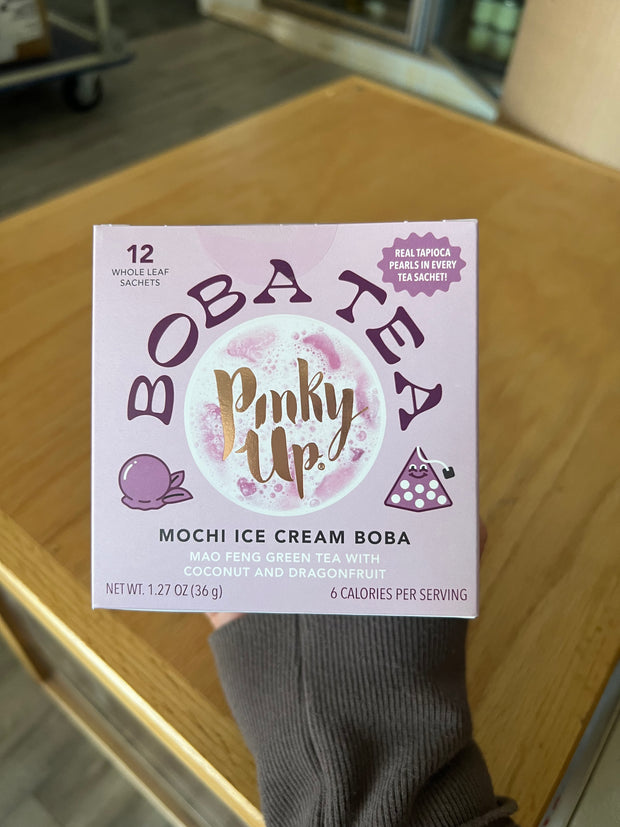 12
WHOLE LEAF
SACHETS
REAL TAPIOCA
PEARLS IN EVERY
TEA SACHET!
BOBA TEA
Pinky
Up.
MOCHI ICE CREAM BOBA
MAO FENG GREEN TEA WITH
COCONUT AND DRAGONFRUIT
NET WT. 1.27 OZ (36 g)
6 CALORIES PER SERVING